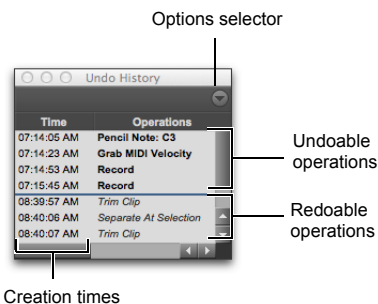 Options selector
Undo History
Time Operations
07:14:05 AM Pencil Note: C3
07:14:23 AM Grab MIDI Velocity
07:14:53 AM Record
07:15:45 AM Record
08:39:57 AM Trim Clip
08:40:06 AM Separate At Selection
08:40:07 AM Trim Clip
Undoable
operations
Redoable
operations
Creation times